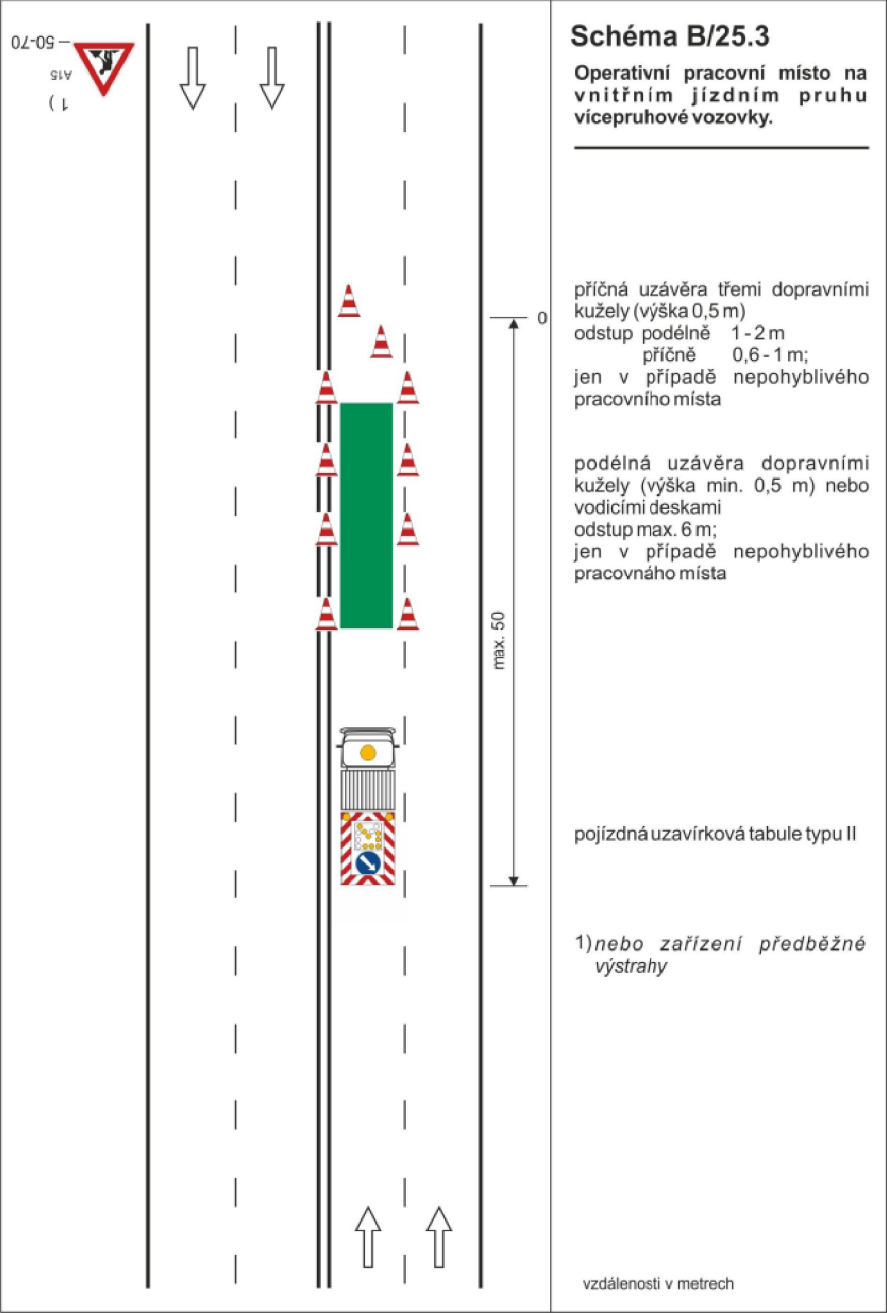 50-70
A15
1)
Schéma B/25.3
Operativní pracovní místo na
vnitřním jízdním pruhu
vícepruhové vozovky.
příčná uzávěra třemi dopravními
kužely (výška 0,5 m)
odstup podélně 1 - 2 m
příčně 0,6 - 1 m;
jen v případě nepohyblivého
pracovního místa
0
podélná uzávěra dopravními
kužely (výška min. 0,5 m) nebo
vodicími deskami
odstup max. 6 m;
jen v případě nepohyblivého
pracovnáho místa
max. 50
pojízdná uzavírková tabule typu II
1) nebo zařízení předběžné
výstrahy
vzdálenosti v metrech